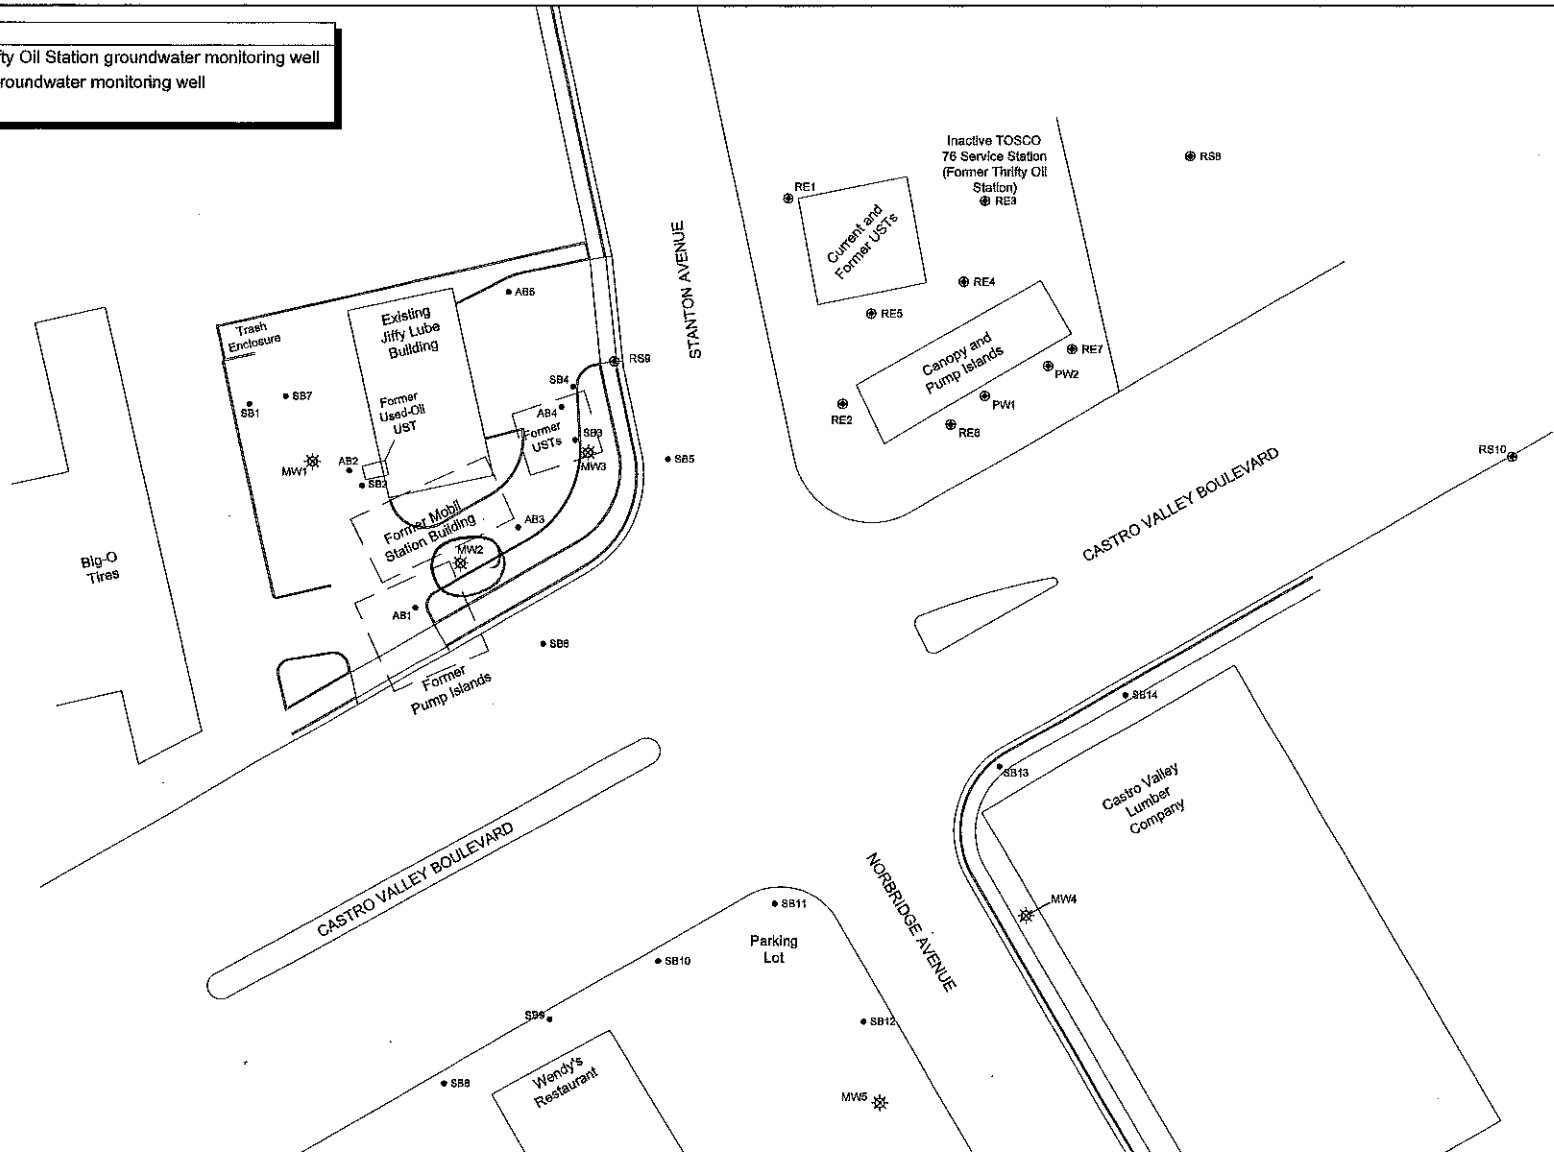 fty Oil Station groundwater monitoring well
roundwater monitoring well
Inactive TOSCO
76 Service Station
(Former Thrifty Oil
Station)
RS8
RE1
RE3
Current and
Former USTs
STANTON AVENUE
RE4
AB5
RE5
Existing
Jiffy Lube
Building
Trash
Enclosure
RS9
Canopy and
Pump Islands
RE7
PW2
SB4
SB7
SB1
Former
Used-Oil
UST
AB4
PW1
RE2
RE6
Former
USTs
SB3
MW3
SB5
RS10
MW1
AB2
SB2
CASTRO VALLEY BOULEVARD
Former Mobil
Station Building
AB3
MW2
Big-O
Tires
AB1
SB6
Former
Pump Islands
SB14
SB13
Castro Valley
Lumber
Company
CASTRO VALLEY BOULEVARD
NORBRIDGE AVENUE
SB11
MW4
Parking
Lot
SB10
SB9
SB12
Wendy's
Restaurant
SB8
MW5